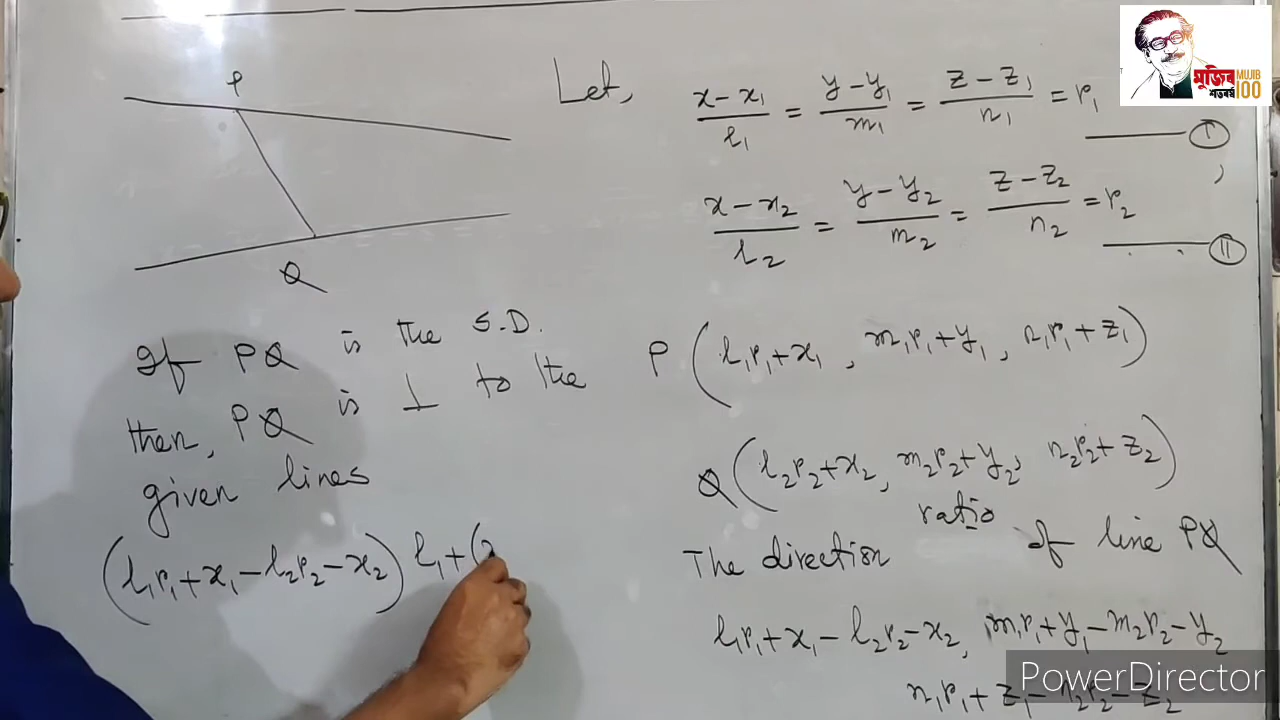 P
Q
Let,
x-x₁/l₁ = y-y₁/m₁ = z-z₁/n₁ = r₁ ——— I ,
x-x₂/l₂ = y-y₂/m₂ = z-z₂/n₂ = r₂ ——— II
If PQ is the S.D.
then, PQ is ⊥ to the
given lines
(l₁r₁+x₁-l₂r₂-x₂) l₁+(
P (l₁r₁+x₁, m₁r₁+y₁, n₁r₁+z₁)
Q (l₂r₂+x₂, m₂r₂+y₂, n₂r₂+z₂)
The direction ratio of line PQ
l₁r₁+x₁-l₂r₂-x₂, m₁r₁+y₁-m₂r₂-y₂
n₁r₁+z₁-n₂r₂-z₂
মুজিব MUJIB
শতবর্ষ 100
PowerDirector